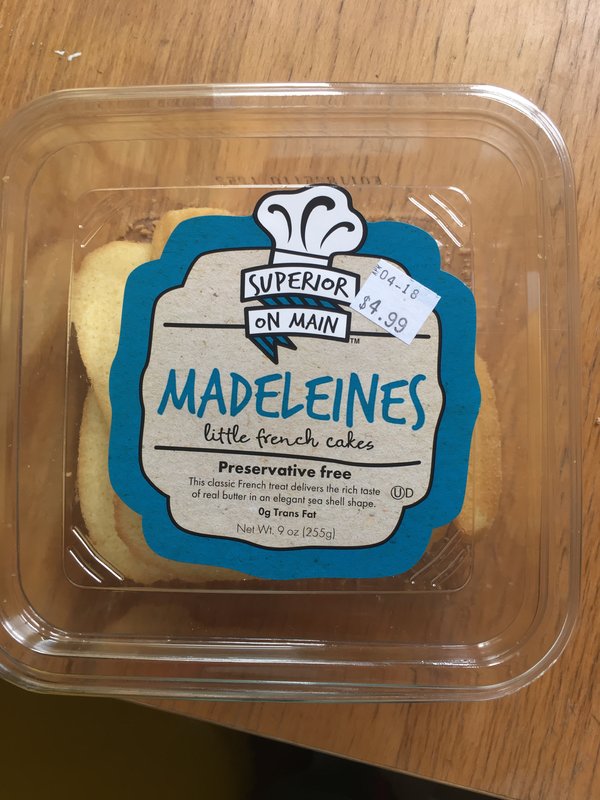 SUPERIOR
ON MAIN
TM
04-18
$4.99
MADELEINES
little french cakes
Preservative free
This classic French treat delivers the rich taste
of real butter in an elegant sea shell shape.
0g Trans Fat
Net Wt. 9 oz (255g)
UD